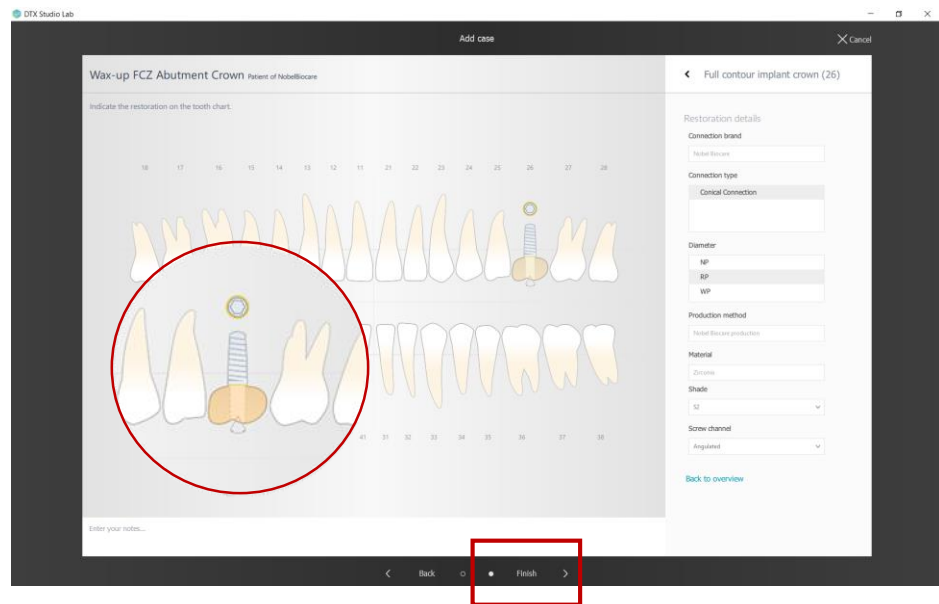 DTX Studio Lab
Add case
Cancel
Wax-up FCZ Abutment Crown Patient of NobelBiocare
Full contour implant crown (26)
Indicate the restoration on the tooth chart.
18 17 16 15 14 13 12 11 21 22 23 24 25 26 27 28
41 31 32 33 34 35 36 37 38
Restoration details
Connection brand
Nobel Biocare
Connection type
Conical Connection
Diameter
NP
RP
WP
Production method
Nobel Biocare production
Material
Zirconia
Shade
S2
Screw channel
Angulated
Back to overview
Enter your notes...
Back
Finish